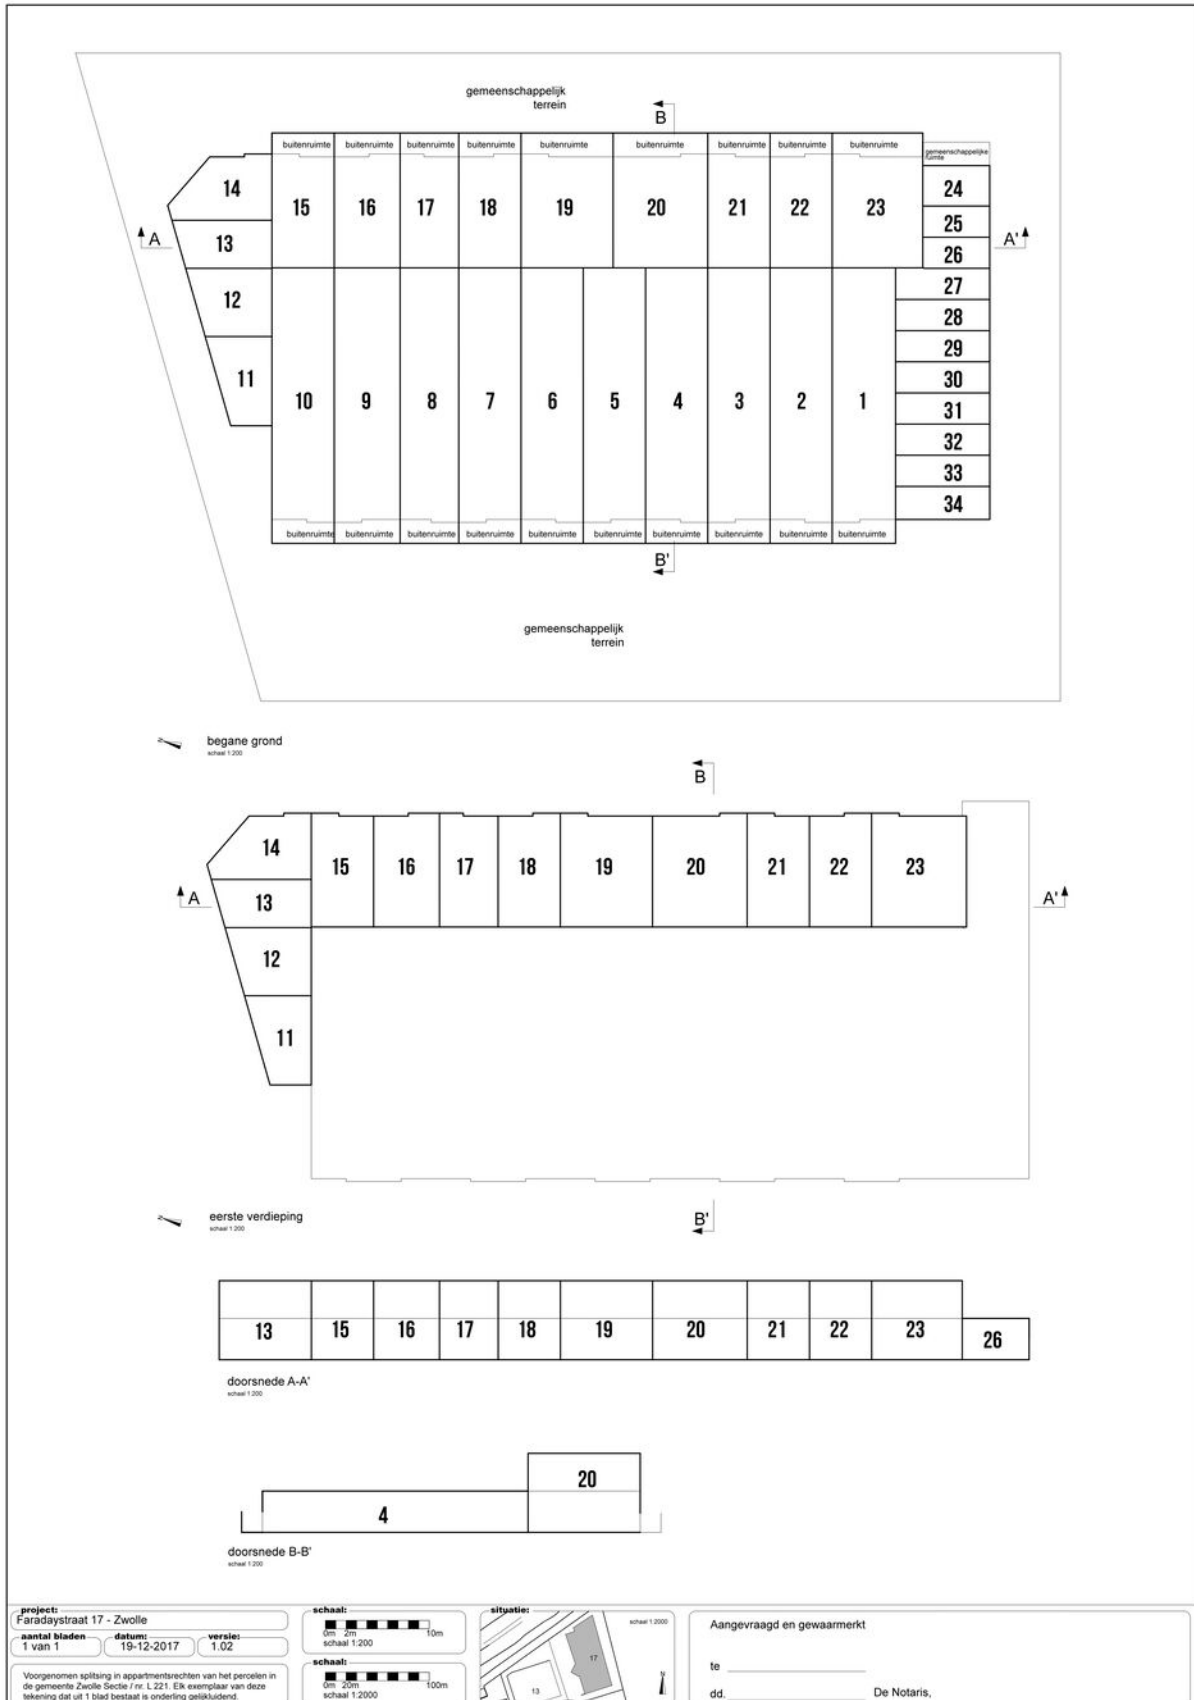 gemeenschappelijk
terrein
B
buitenruimte buitenruimte buitenruimte buitenruimte buitenruimte buitenruimte buitenruimte buitenruimte buitenruimte
gemeenschappelijke
ruimte
14 15 16 17 18 19 20 21 22 23 24
A 13 25 A'
26
12 27
28
29
11 10 9 8 7 6 5 4 3 2 1 30
31
32
33
34
buitenruimte buitenruimte buitenruimte buitenruimte buitenruimte buitenruimte buitenruimte buitenruimte buitenruimte buitenruimte
B'
gemeenschappelijk
terrein
N
begane grond
schaal 1:200
B
14 15 16 17 18 19 20 21 22 23
A 13 A'
12
11
N
eerste verdieping
schaal 1:200
B'
13 15 16 17 18 19 20 21 22 23 26
doorsnede A-A'
schaal 1:200
20
4
doorsnede B-B'
schaal 1:200
project:
Faradaystraat 17 - Zwolle
aantal bladen datum: versie:
1 van 1 19-12-2017 1.02
Voorgenomen splitsing in appartmentsrechten van het percelen in
de gemeente Zwolle Sectie / nr. L 221. Elk exemplaar van deze
tekening dat uit 1 blad bestaat is onderling gelijkluidend.
schaal:
0m 2m 10m
schaal 1:200
schaal:
0m 20m 100m
schaal 1:2000
situatie:
schaal 1:2000
17
13
N
Aangevraagd en gewaarmerkt
te
dd. De Notaris,